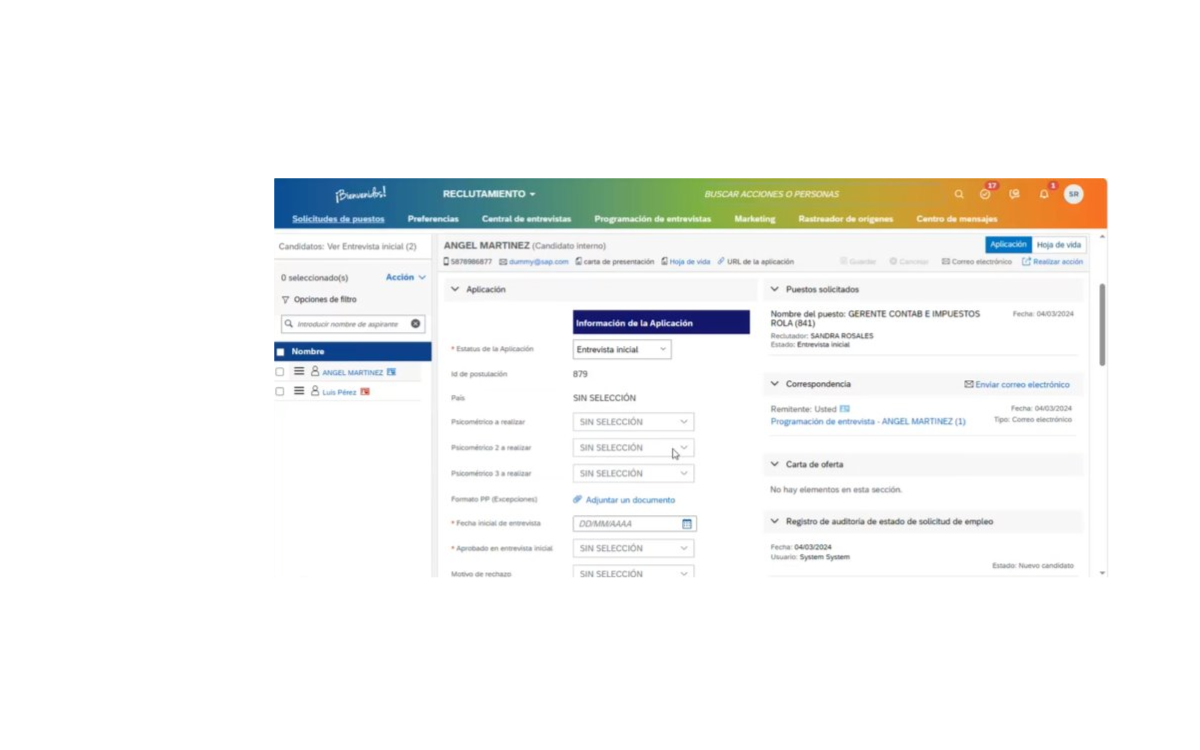 ¡Bienvenidos!
RECLUTAMIENTO
BUSCAR ACCIONES O PERSONAS
17
1
SR
Solicitudes de puestos
Preferencias
Central de entrevistas
Programación de entrevistas
Marketing
Rastreador de orígenes
Centro de mensajes
Candidatos: Ver Entrevista inicial (2)
0 seleccionado(s)
Acción
Opciones de filtro
Introducir nombre de aspirante
Nombre
ANGEL MARTINEZ
Luis Pérez
ANGEL MARTINEZ (Candidato interno)
Aplicación
Hoja de vida
5878986877
dummy@sap.com
carta de presentación
Hoja de vida
URL de la aplicación
Guardar
Cancelar
Correo electrónico
Realizar acción
Aplicación
Información de la Aplicación
* Estatus de la Aplicación
Entrevista inicial
Id de postulación
879
País
SIN SELECCIÓN
Psicométrico a realizar
SIN SELECCIÓN
Psicométrico 2 a realizar
SIN SELECCIÓN
Psicométrico 3 a realizar
SIN SELECCIÓN
Formato PP (Excepciones)
Adjuntar un documento
* Fecha inicial de entrevista
DD/MM/AAAA
* Aprobado en entrevista inicial
SIN SELECCIÓN
Motivo de rechazo
SIN SELECCIÓN
Puestos solicitados
Nombre del puesto: GERENTE CONTAB E IMPUESTOS
ROLA (841)
Fecha: 04/03/2024
Reclutador: SANDRA ROSALES
Estado: Entrevista inicial
Correspondencia
Enviar correo electrónico
Remitente: Usted
Fecha: 04/03/2024
Programación de entrevista - ANGEL MARTINEZ (1)
Tipo: Correo electrónico
Carta de oferta
No hay elementos en esta sección.
Registro de auditoría de estado de solicitud de empleo
Fecha: 04/03/2024
Usuario: System System
Estado: Nuevo candidato